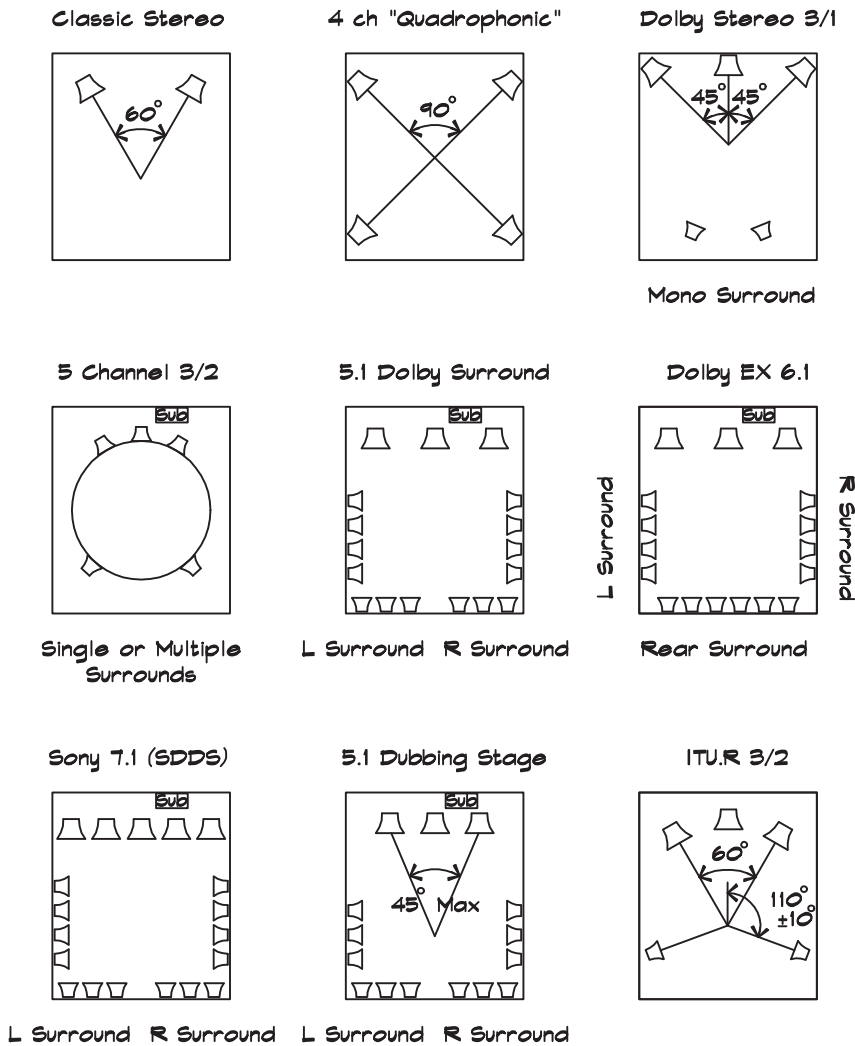 Classic Stereo
4 ch "Quadrophonic"
Dolby Stereo 3/1
60°
90°
45° 45°
Mono Surround
5 Channel 3/2
5.1 Dolby Surround
Dolby EX 6.1
Sub
Sub
Sub
L Surround
R Surround
Single or Multiple
Surrounds
L Surround R Surround
Rear Surround
Sony 7.1 (SDDS)
5.1 Dubbing Stage
ITU.R 3/2
Sub
Sub
45° Max
60°
110°
±10°
L Surround R Surround
L Surround R Surround